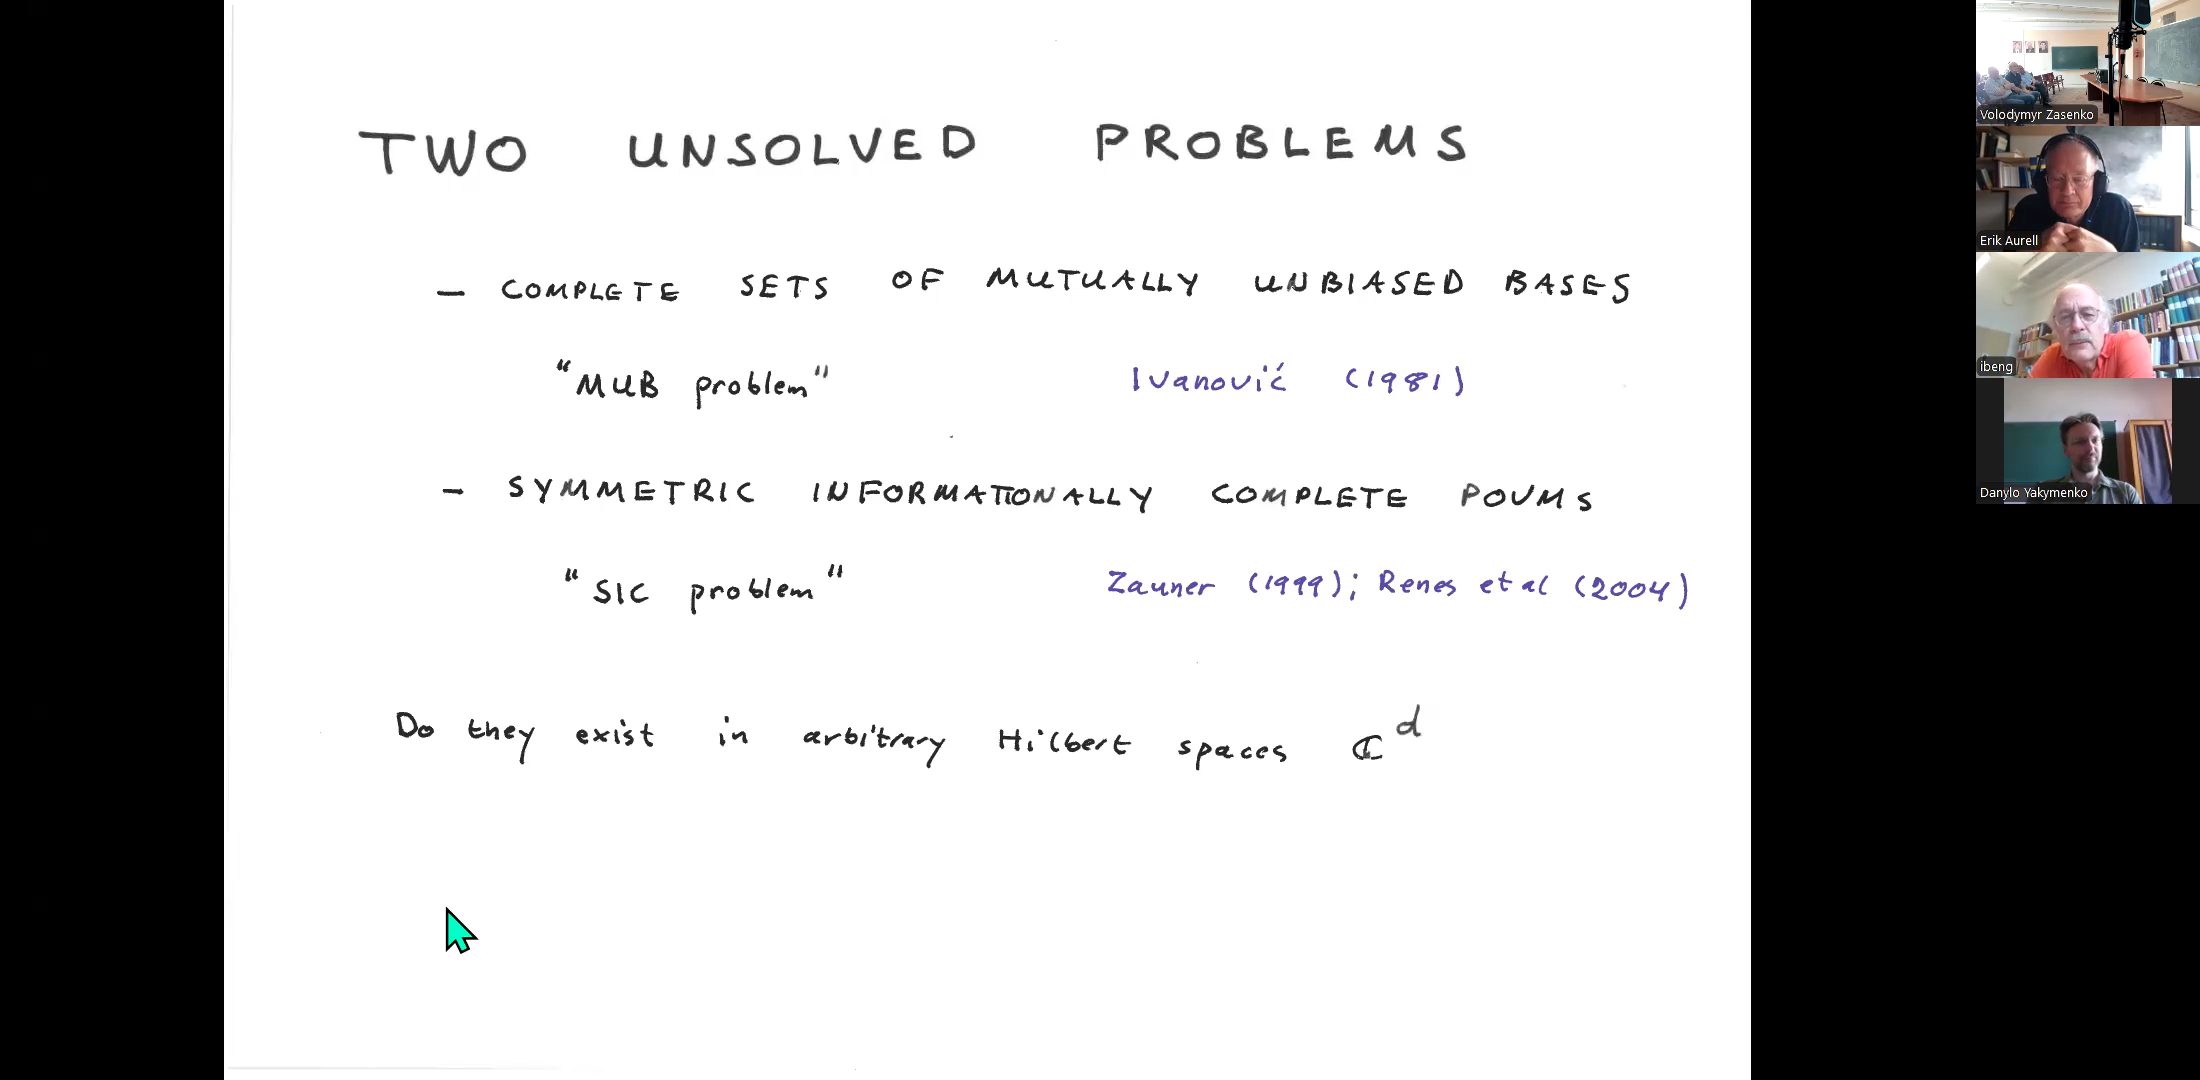 TWO UNSOLVED PROBLEMS
– COMPLETE SETS OF MUTUALLY UNBIASED BASES
"MUB problem" Ivanović (1981)
– SYMMETRIC INFORMATIONALLY COMPLETE POVMS
"SIC problem" Zauner (1999); Renes et al (2004)
Do they exist in arbitrary Hilbert spaces ℂ^d
Volodymyr Zasenko
Erik Aurell
ibeng
Danylo Yakymenko